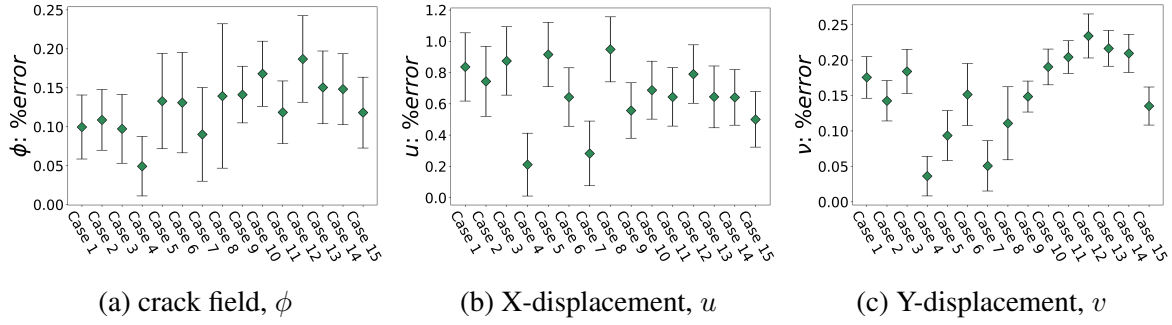 ϕ: %error
0.25
0.20
0.15
0.10
0.05
0.00
Case 1
Case 2
Case 3
Case 4
Case 5
Case 6
Case 7
Case 8
Case 9
Case 10
Case 11
Case 12
Case 13
Case 14
Case 15
(a) crack field, ϕ
u: %error
1.2
1.0
0.8
0.6
0.4
0.2
0.0
Case 1
Case 2
Case 3
Case 4
Case 5
Case 6
Case 7
Case 8
Case 9
Case 10
Case 11
Case 12
Case 13
Case 14
Case 15
(b) X-displacement, u
v: %error
0.25
0.20
0.15
0.10
0.05
0.00
Case 1
Case 2
Case 3
Case 4
Case 5
Case 6
Case 7
Case 8
Case 9
Case 10
Case 11
Case 12
Case 13
Case 14
Case 15
(c) Y-displacement, v